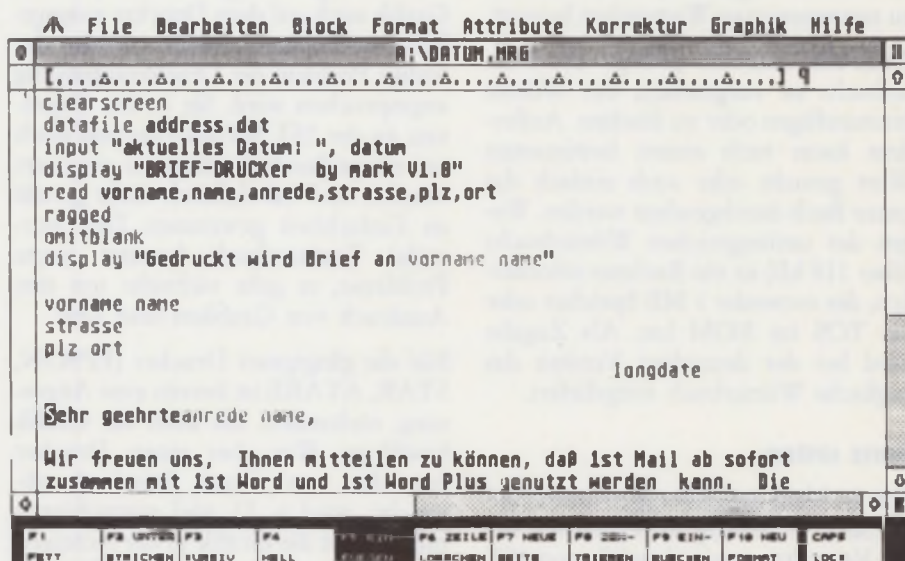 File Bearbeiten Block Format Attribute Korrektur Graphik Hilfe
A:\DATUM.MRG
clearscreen
datafile address.dat
input "aktuelles Datum: ", datum
display "BRIEF-DRUCKer by mark V1.0"
read vorname,name,anrede,strasse,plz,ort
ragged
omitblank
display "Gedruckt wird Brief an vorname name"
vorname name
strasse
plz ort
longdate
Sehr geehrteanrede name,
Wir freuen uns, Ihnen mitteilen zu können, daß 1st Mail ab sofort
zusammen mit 1st Word und 1st Word Plus genutzt werden kann. Die
F1 F2 UNTER F3 F4 F5 EIN- F6 ZEILE F7 NEUE F8 F9 EIN- F10 NEU CAPS
FETT KURSIV HELL FUEGEN LOESCHEN SEITE FORMAT LOCK